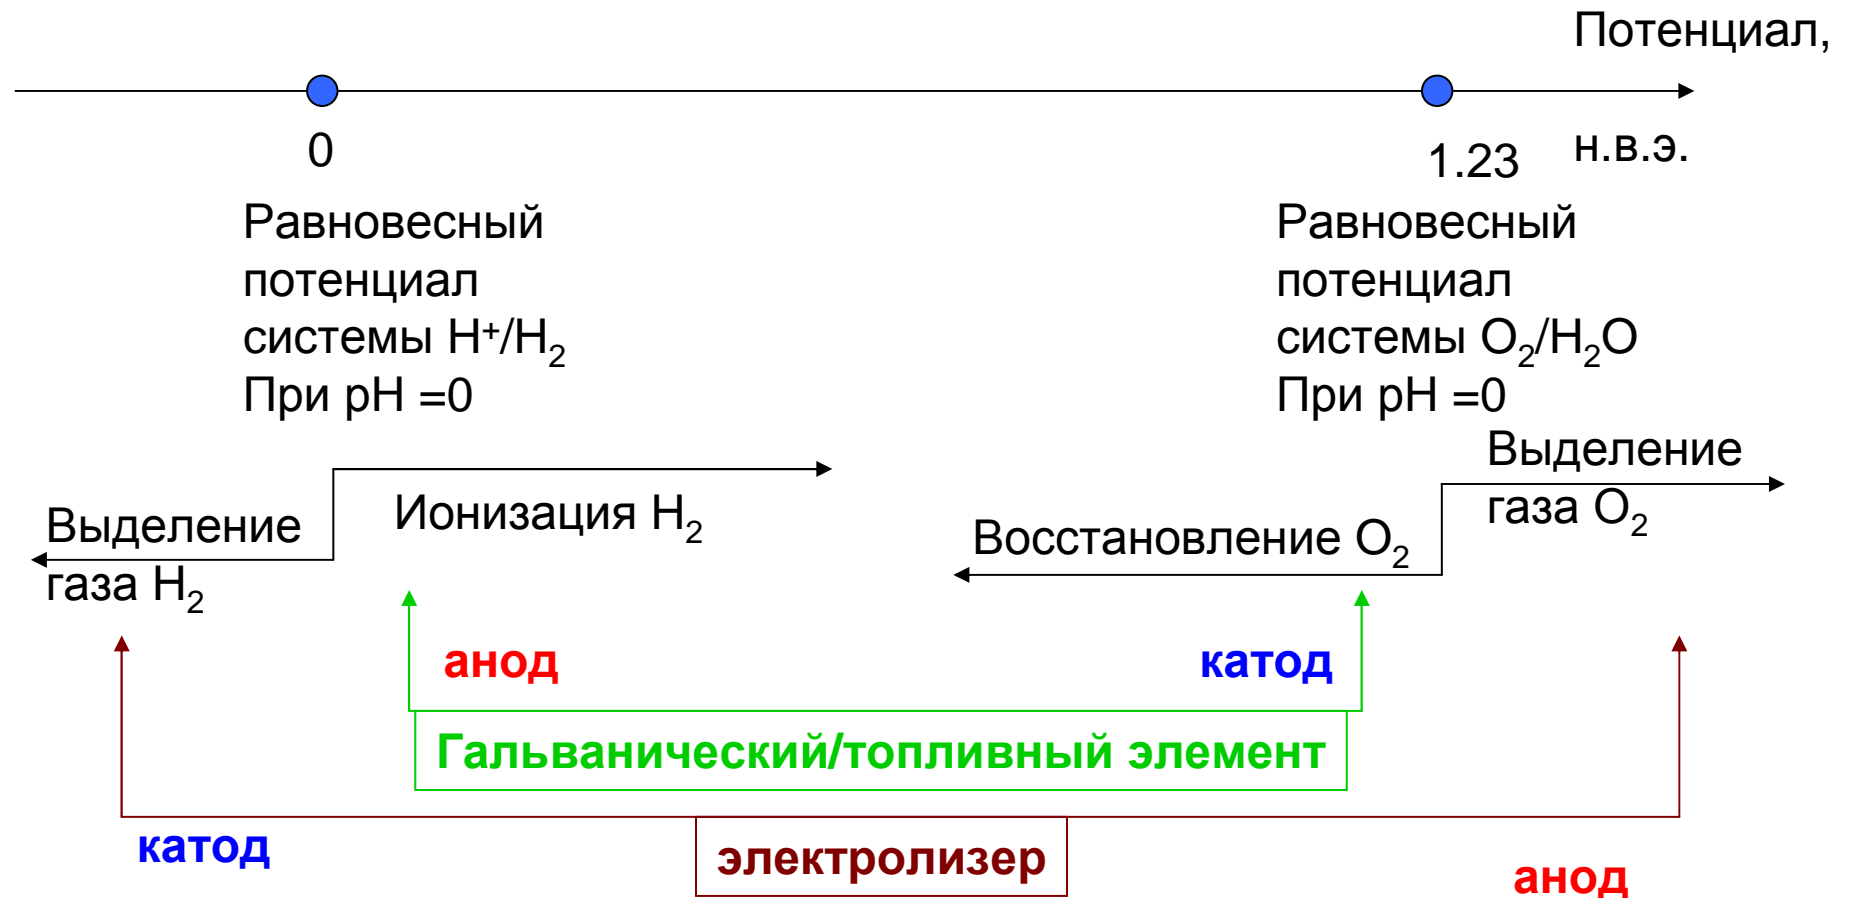 Потенциал,
0
1.23
н.в.э.
Равновесный
потенциал
системы H⁺/H₂
При pH =0
Равновесный
потенциал
системы O₂/H₂O
При pH =0
Выделение
газа H₂
Ионизация H₂
Восстановление O₂
Выделение
газа O₂
анод
катод
Гальванический/топливный элемент
катод
электролизер
анод